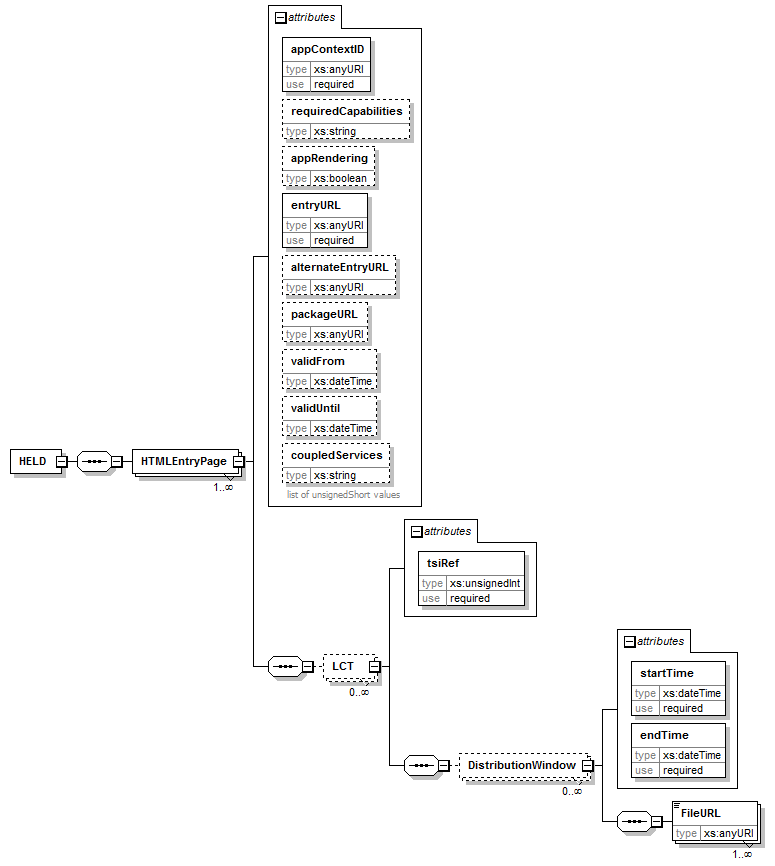 attributes
appContextID
type xs:anyURI
use required
requiredCapabilities
type xs:string
appRendering
type xs:boolean
entryURL
type xs:anyURI
use required
alternateEntryURL
type xs:anyURI
packageURL
type xs:anyURI
validFrom
type xs:dateTime
validUntil
type xs:dateTime
coupledServices
type xs:string
list of unsignedShort values
HELD
HTMLEntryPage
1..∞
attributes
tsiRef
type xs:unsignedInt
use required
LCT
0..∞
attributes
startTime
type xs:dateTime
use required
endTime
type xs:dateTime
use required
DistributionWindow
0..∞
FileURL
type xs:anyURI
1..∞